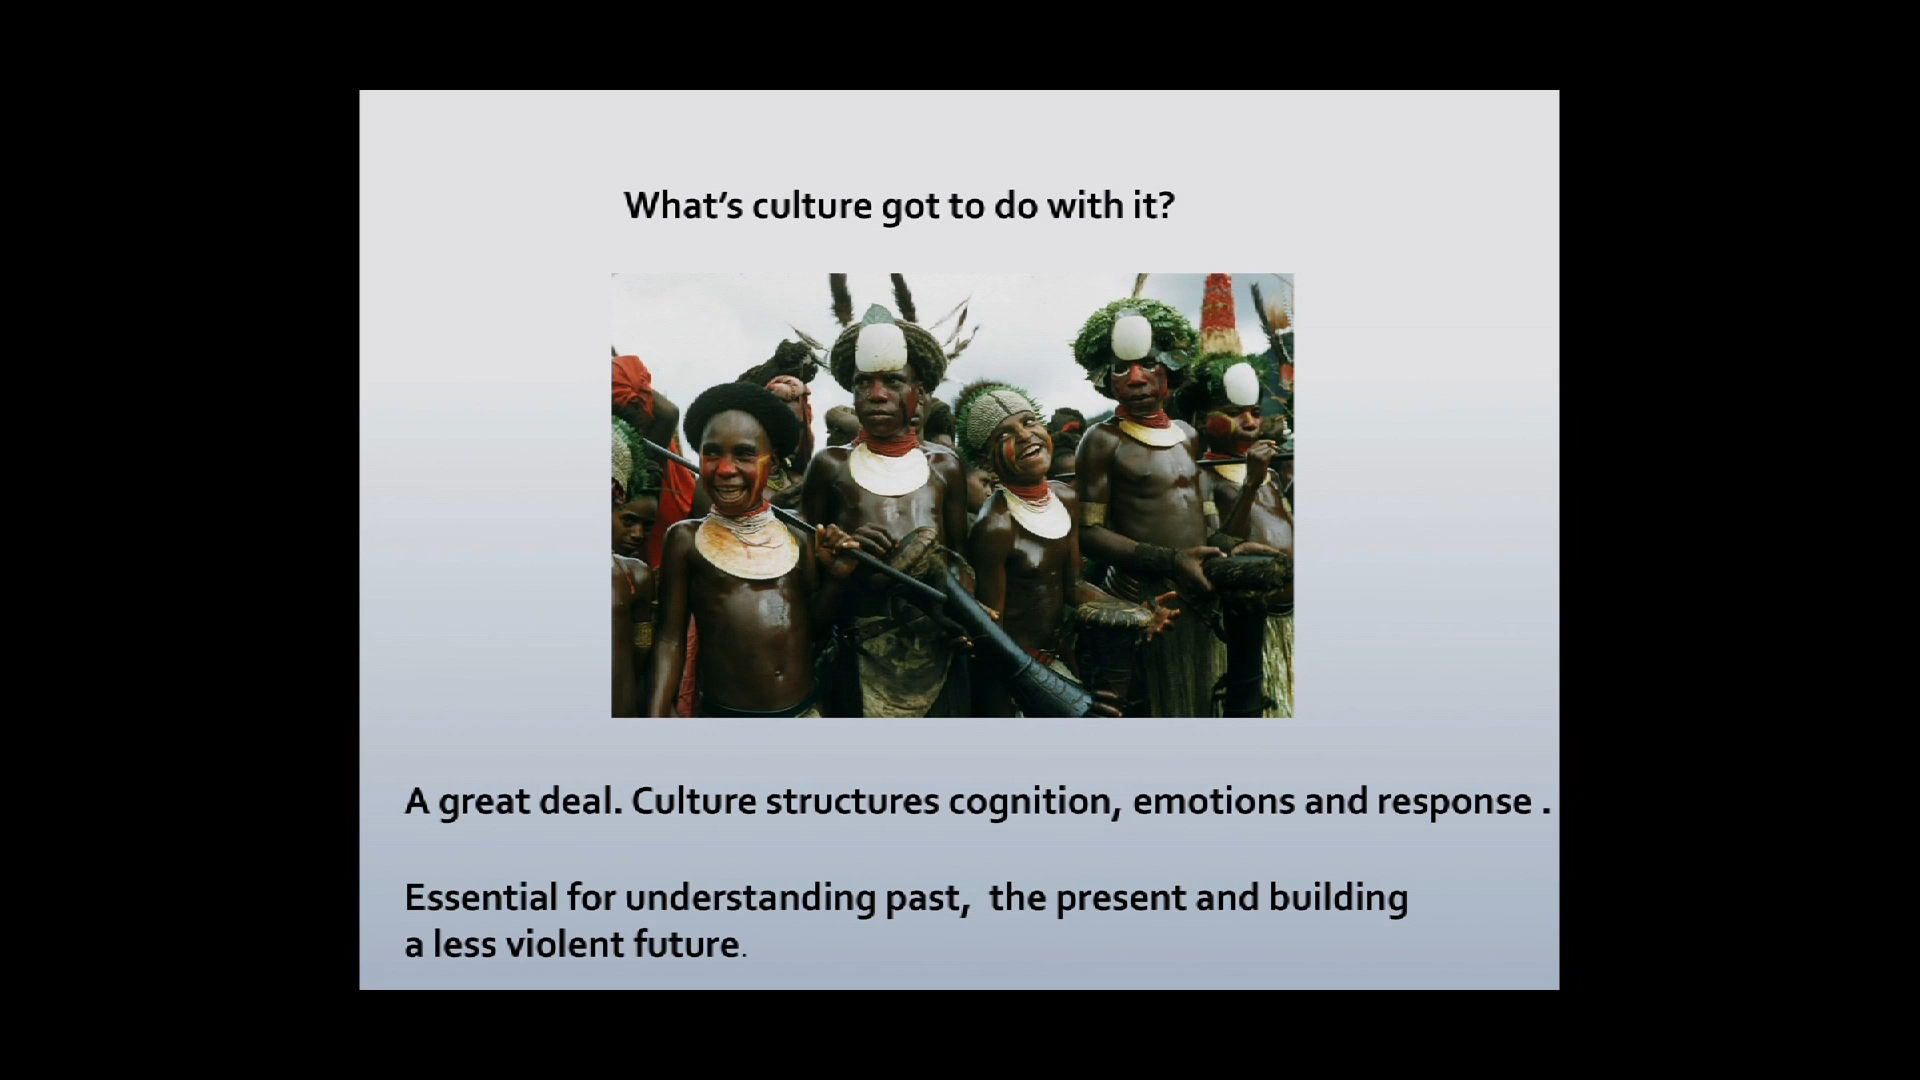 What's culture got to do with it?
A great deal. Culture structures cognition, emotions and response .
Essential for understanding past,  the present and building
a less violent future.